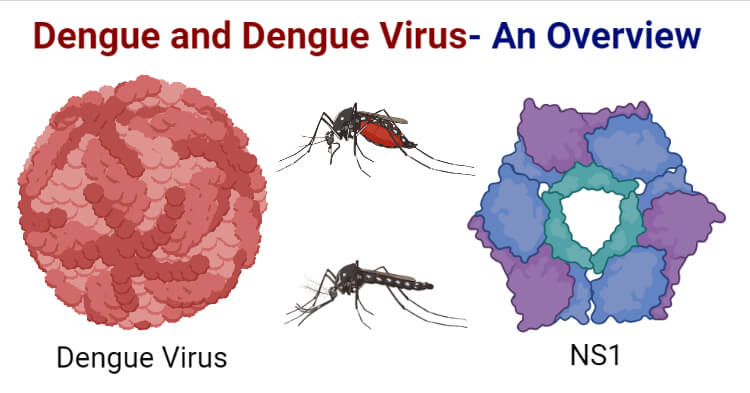 Dengue and Dengue Virus- An Overview
Dengue Virus
NS1